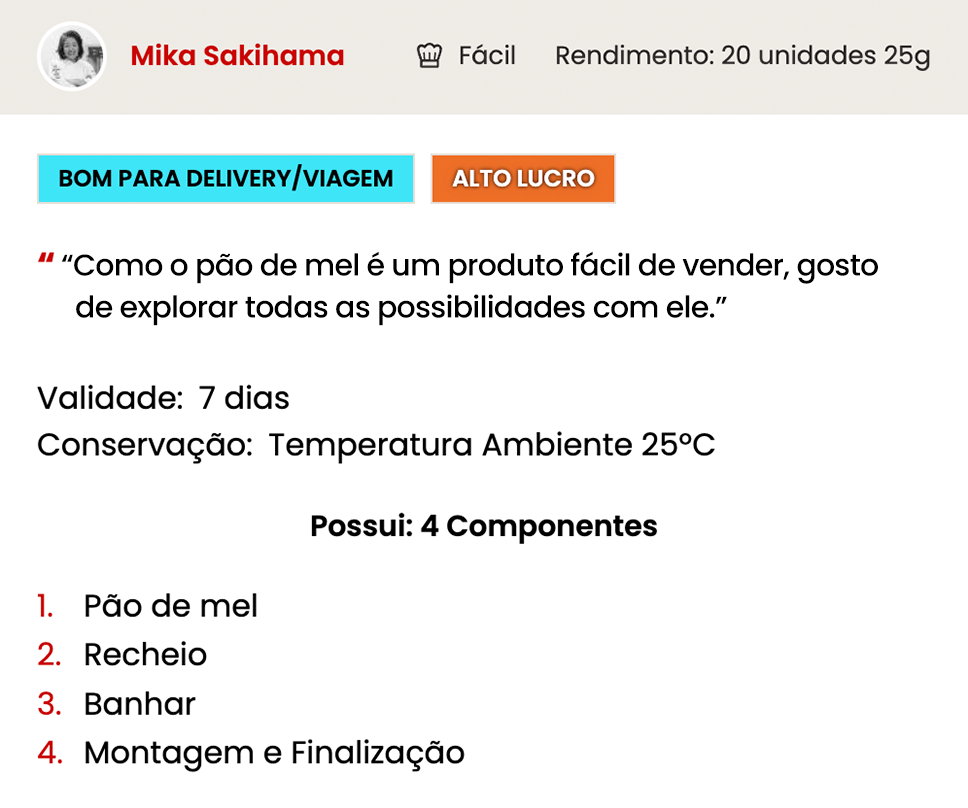 Mika Sakihama Fácil Rendimento: 20 unidades 25g
BOM PARA DELIVERY/VIAGEM ALTO LUCRO
“ “Como o pão de mel é um produto fácil de vender, gosto
de explorar todas as possibilidades com ele.”
Validade: 7 dias
Conservação: Temperatura Ambiente 25ºC
Possui: 4 Componentes
1. Pão de mel
2. Recheio
3. Banhar
4. Montagem e Finalização